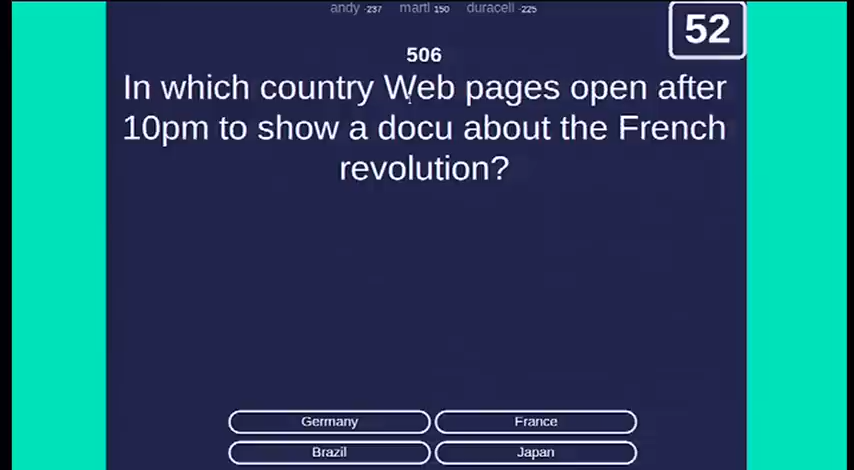 andy -237 marti 150 duracell -225
52
506
In which country Web pages open after
10pm to show a docu about the French
revolution?
Germany France
Brazil Japan